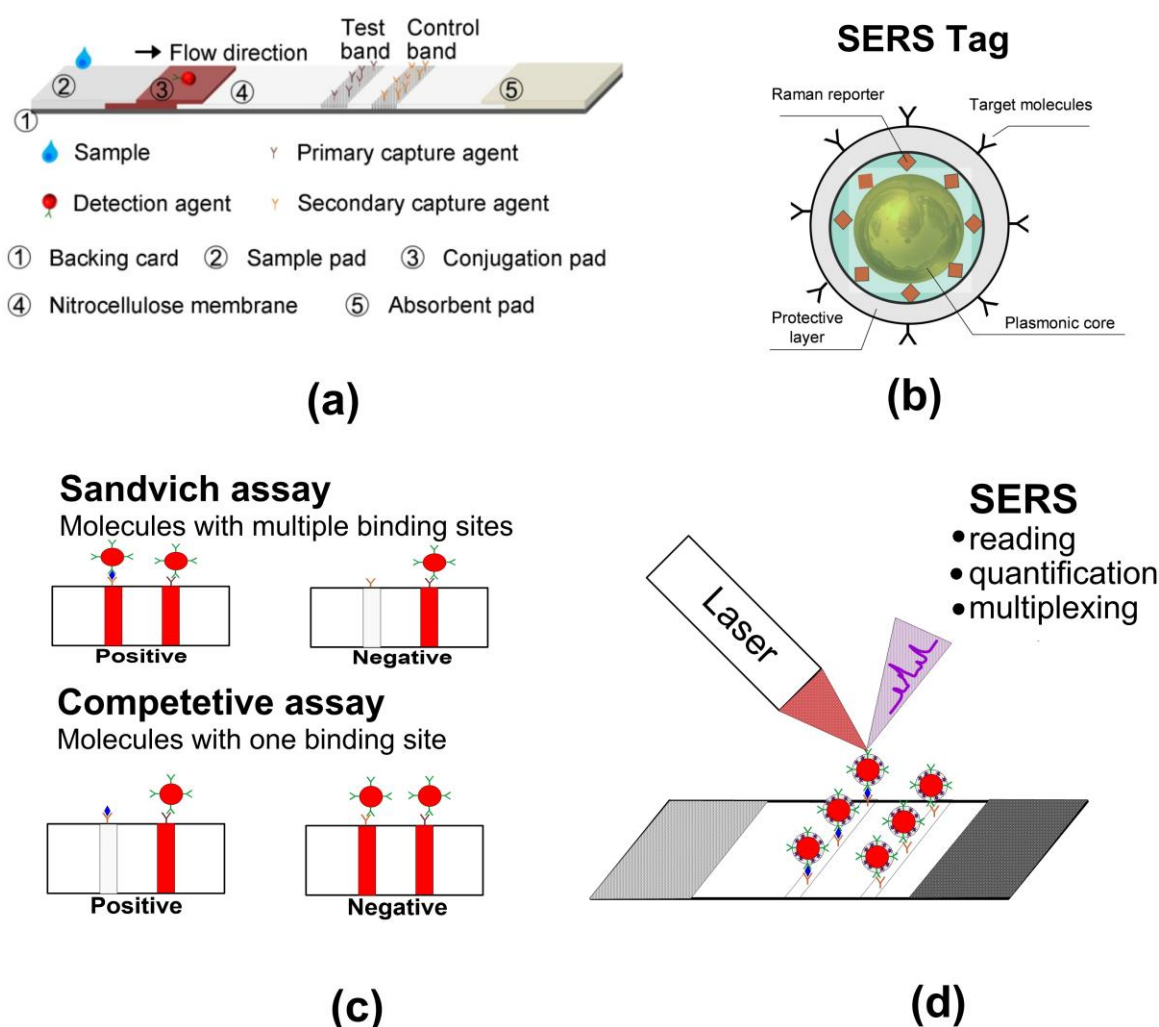 (a)
Test
band
Control
band
→ Flow direction
① ② ③ ④ ⑤
Sample
Primary capture agent
Detection agent
Secondary capture agent
① Backing card ② Sample pad ③ Conjugation pad
④ Nitrocellulose membrane ⑤ Absorbent pad
SERS Tag
Raman reporter
Target molecules
Protective
layer
Plasmonic core
(b)
Sandvich assay
Molecules with multiple binding sites
Positive
Negative
Competetive assay
Molecules with one binding site
Positive
Negative
(c)
SERS
•reading
•quantification
•multiplexing
Laser
(d)